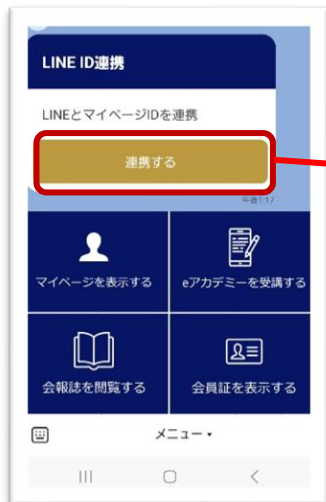 LINE ID連携
LINEとマイページIDを連携
連携する
午後1:17
マイページを表示する
eアカデミーを受講する
会報誌を閲覧する
会員証を表示する
メニュー